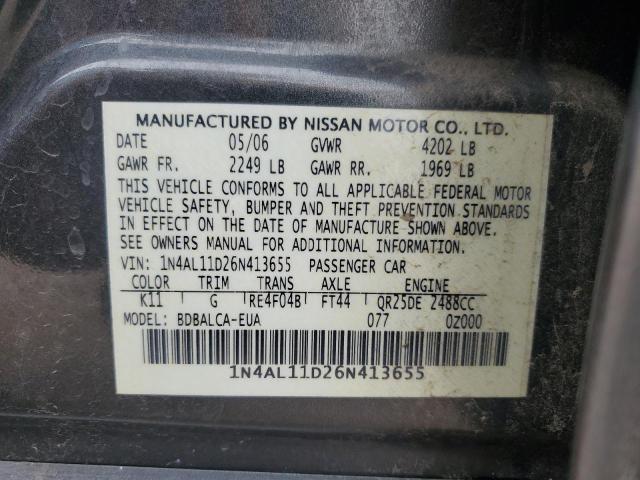 MANUFACTURED BY NISSAN MOTOR CO., LTD.
DATE 05/06 GVWR 4202 LB
GAWR FR. 2249 LB GAWR RR. 1969 LB
THIS VEHICLE CONFORMS TO ALL APPLICABLE FEDERAL MOTOR
VEHICLE SAFETY, BUMPER AND THEFT PREVENTION STANDARDS
IN EFFECT ON THE DATE OF MANUFACTURE SHOWN ABOVE.
SEE OWNERS MANUAL FOR ADDITIONAL INFORMATION.
VIN: 1N4AL11D26N413655 PASSENGER CAR
COLOR TRIM TRANS AXLE ENGINE
K11 G RE4F04B FT44 QR25DE 2488CC
MODEL: BDBALCA-EUA 077 0Z000
1N4AL11D26N413655